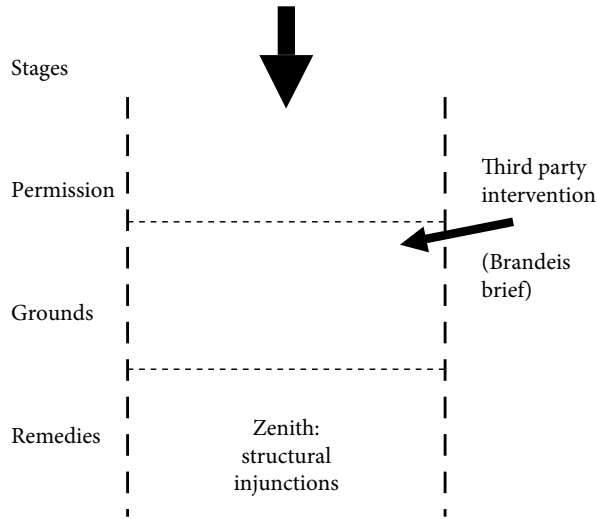 Stages
Permission
Third party
intervention
(Brandeis
brief)
Grounds
Remedies
Zenith:
structural
injunctions